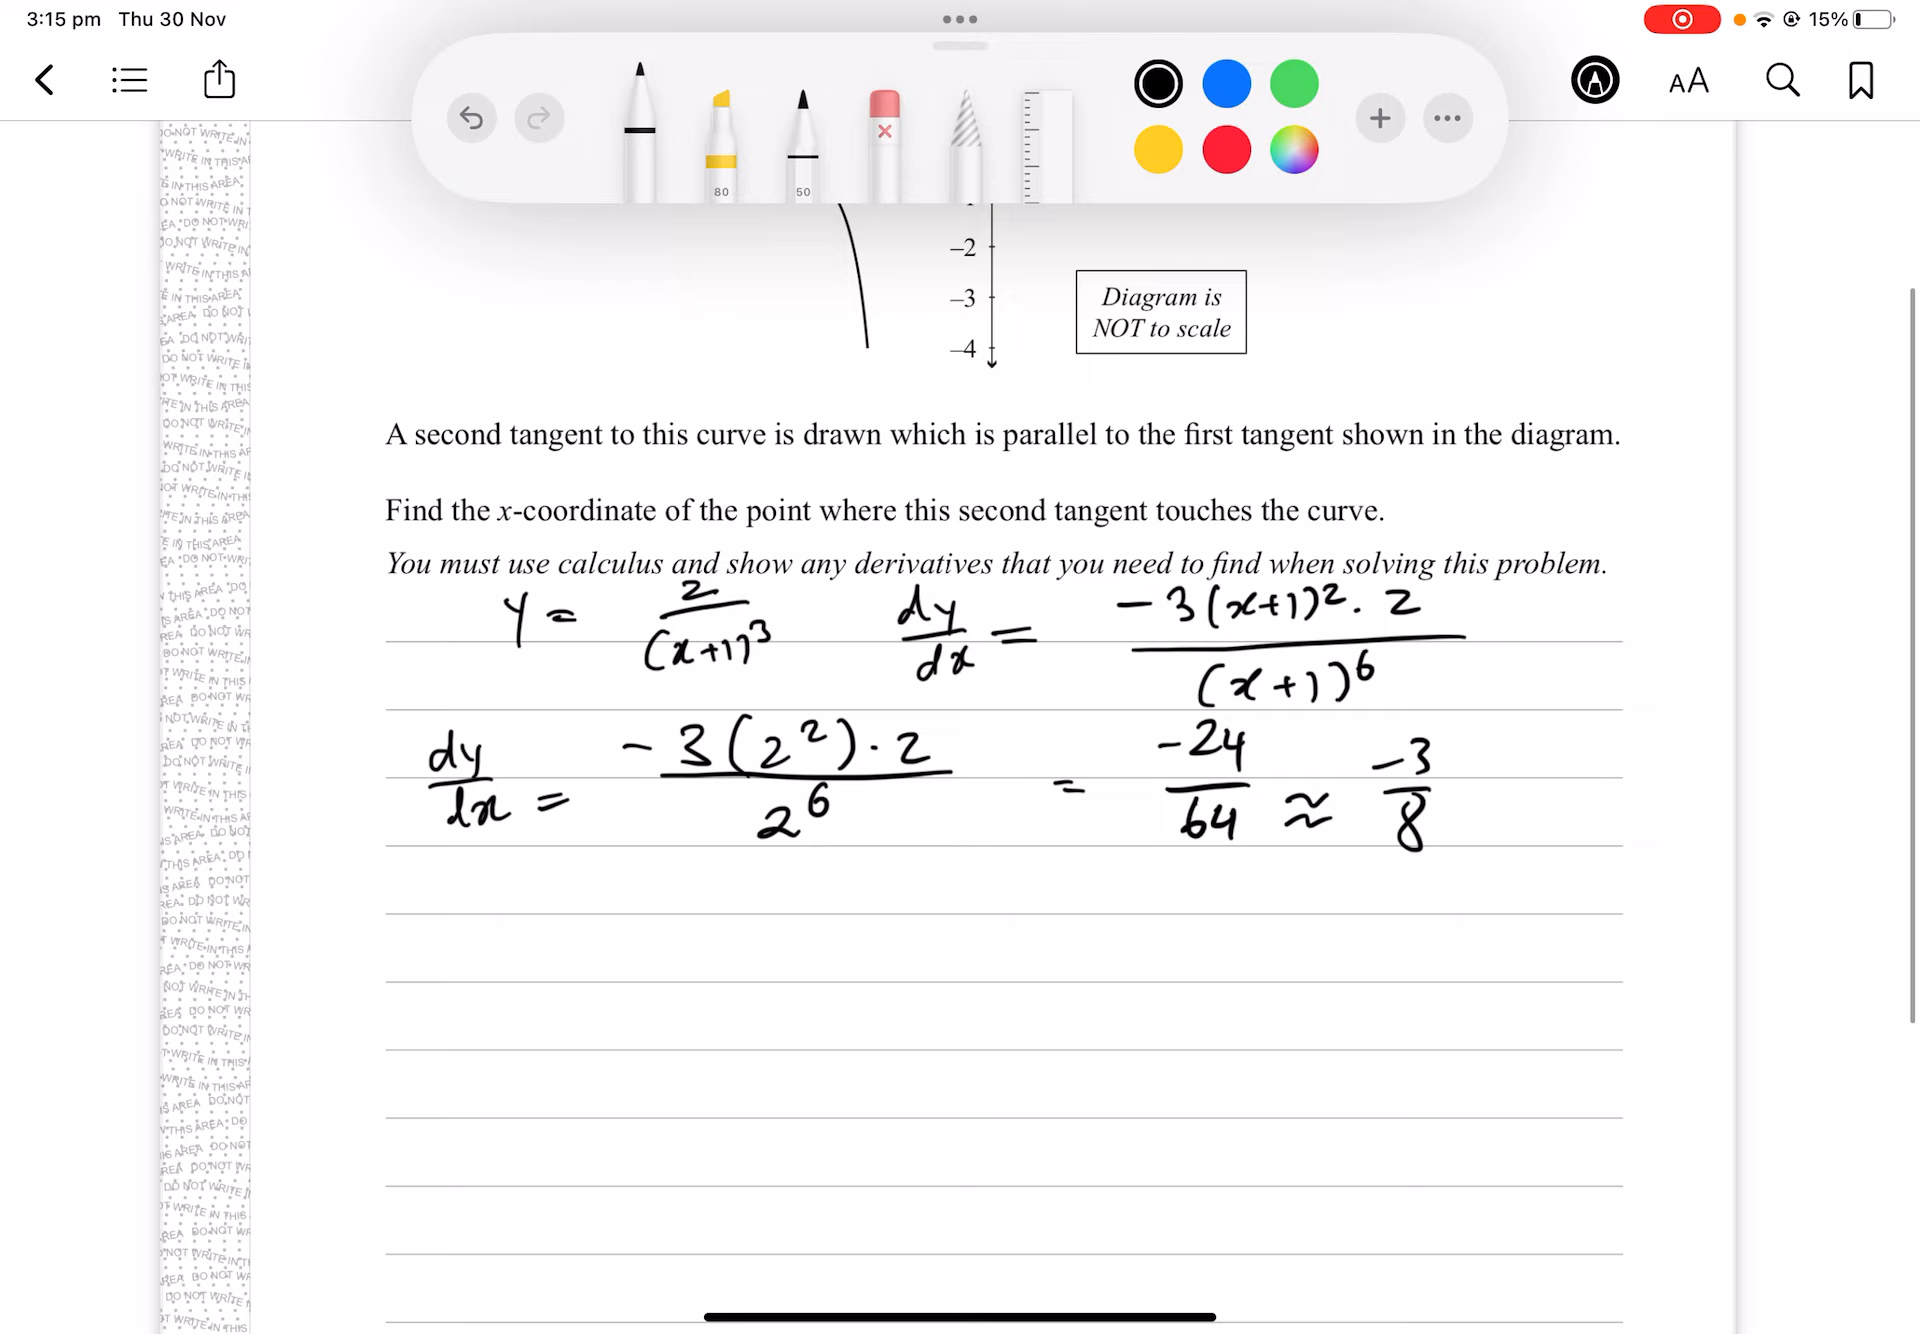 3:15 pm Thu 30 Nov
15%
AA
80
50
–2
–3
–4
Diagram is
NOT to scale
A second tangent to this curve is drawn which is parallel to the first tangent shown in the diagram.
Find the x-coordinate of the point where this second tangent touches the curve.
You must use calculus and show any derivatives that you need to find when solving this problem.
y = 2/(x+1)³ dy/dx = -3(x+1)². 2/(x+1)⁶
dy/dx = -3(2²)·2/2⁶ = -24/64 ≈ -3/8